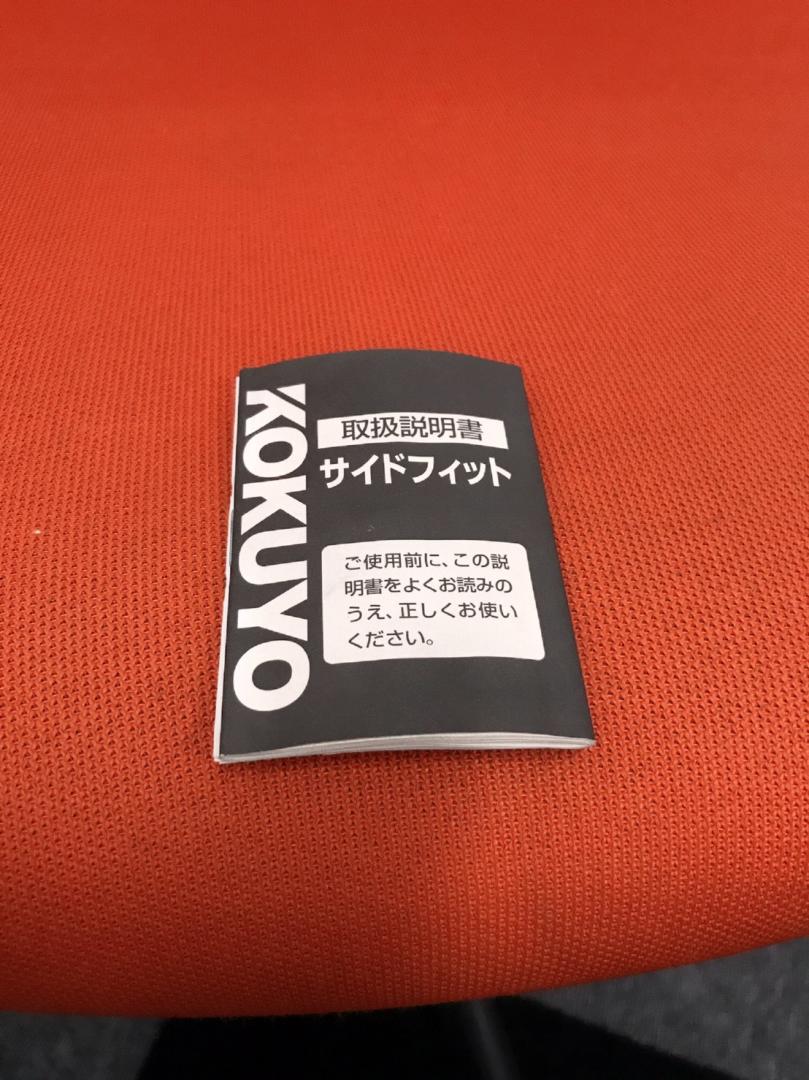 KOKUYO
取扱説明書
サイドフィット
ご使用前に、この説
明書をよくお読みの
うえ、正しくお使い
ください。